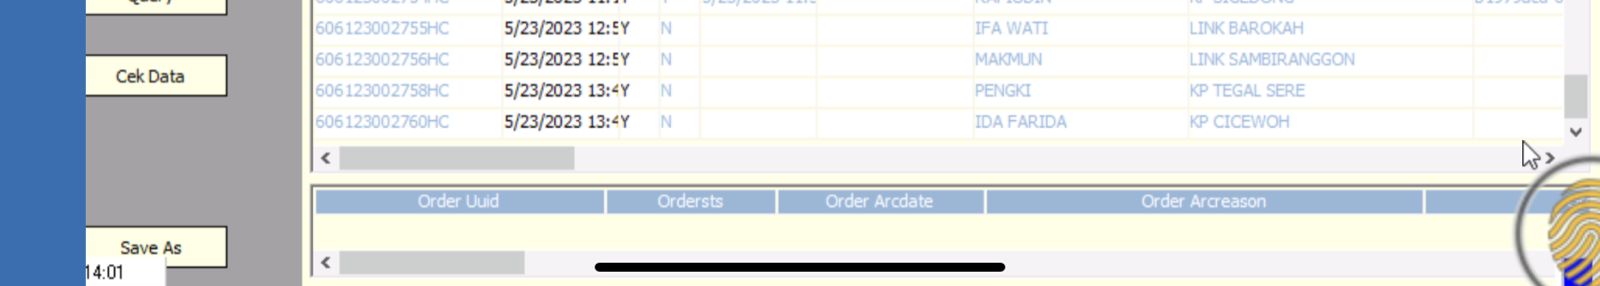 Query
606123002755HC 5/23/2023 12:5 Y N IFA WATI LINK BAROKAH
606123002756HC 5/23/2023 12:5 Y N MAKMUN LINK SAMBIRANGGON
Cek Data
606123002758HC 5/23/2023 13:4 Y N PENGKI KP TEGAL SERE
606123002760HC 5/23/2023 13:4 Y N IDA FARIDA KP CICEWOH
Order Uuid Ordersts Order Arcdate Order Arcreason
Save As
14:01